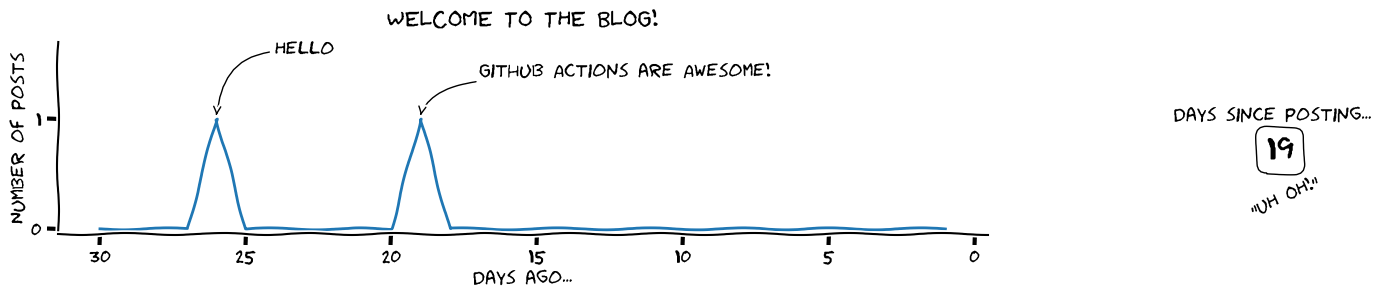 WELCOME TO THE BLOG!
HELLO
GITHUB ACTIONS ARE AWESOME!
NUMBER OF POSTS
1
0
30 25 20 15 10 5 0
DAYS AGO...
DAYS SINCE POSTING...
19
"UH OH!"